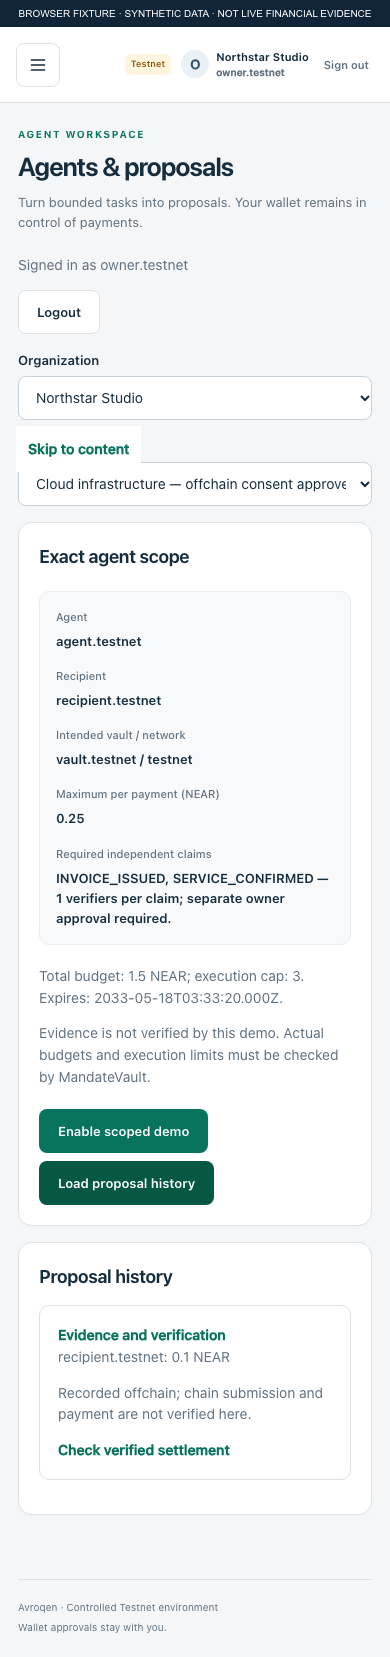 BROWSER FIXTURE · SYNTHETIC DATA · NOT LIVE FINANCIAL EVIDENCE
Testnet
O
Northstar Studio
owner.testnet
Sign out
AGENT WORKSPACE
Agents & proposals
Turn bounded tasks into proposals. Your wallet remains in
control of payments.
Signed in as owner.testnet
Logout
Organization
Northstar Studio
Skip to content
Cloud infrastructure — offchain consent approve
Exact agent scope
Agent
agent.testnet
Recipient
recipient.testnet
Intended vault / network
vault.testnet / testnet
Maximum per payment (NEAR)
0.25
Required independent claims
INVOICE_ISSUED, SERVICE_CONFIRMED —
1 verifiers per claim; separate owner
approval required.
Total budget: 1.5 NEAR; execution cap: 3.
Expires: 2033-05-18T03:33:20.000Z.
Evidence is not verified by this demo. Actual
budgets and execution limits must be checked
by MandateVault.
Enable scoped demo
Load proposal history
Proposal history
Evidence and verification
recipient.testnet: 0.1 NEAR
Recorded offchain; chain submission and
payment are not verified here.
Check verified settlement
Avroqen · Controlled Testnet environment
Wallet approvals stay with you.